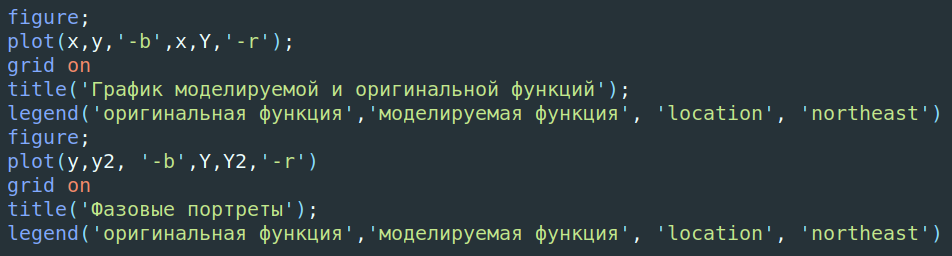 figure;
plot(x,y,'-b',x,Y,'-r');
grid on
title('График моделируемой и оригинальной функций');
legend('оригинальная функция','моделируемая функция', 'location', 'northeast')
figure;
plot(y,y2, '-b',Y,Y2,'-r')
grid on
title('Фазовые портреты');
legend('оригинальная функция','моделируемая функция', 'location', 'northeast')